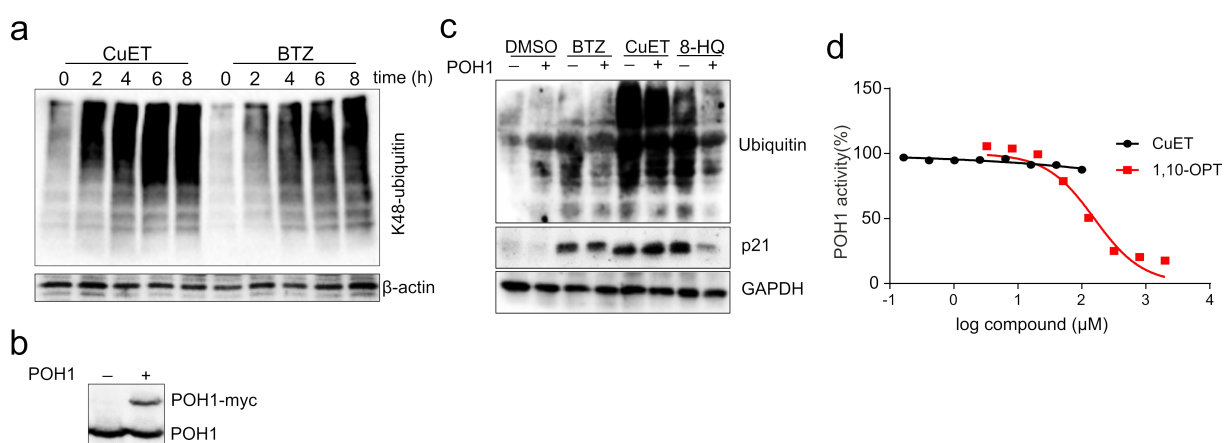 a
CuET BTZ
0 2 4 6 8 0 2 4 6 8 time (h)
K48-ubiquitin
β-actin
b
POH1 – +
POH1-myc
POH1
c
DMSO BTZ CuET 8-HQ
POH1 – + – + – + – +
Ubiquitin
p21
GAPDH
d
150
100
50
0
POH1 activity(%)
-1 0 1 2 3 4
log compound (μM)
CuET
1,10-OPT